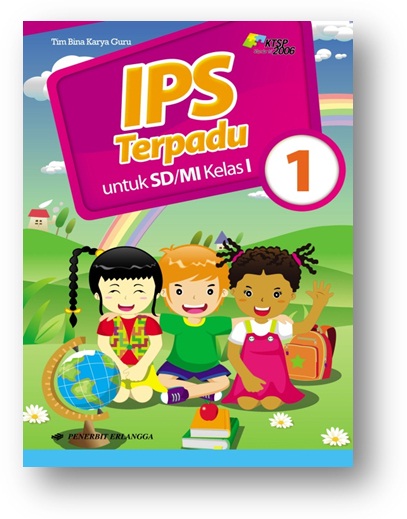 Tim Bina Karya Guru
KTSP
2006
IPS
Terpadu
untuk SD/MI Kelas I
1
PENERBIT ERLANGGA